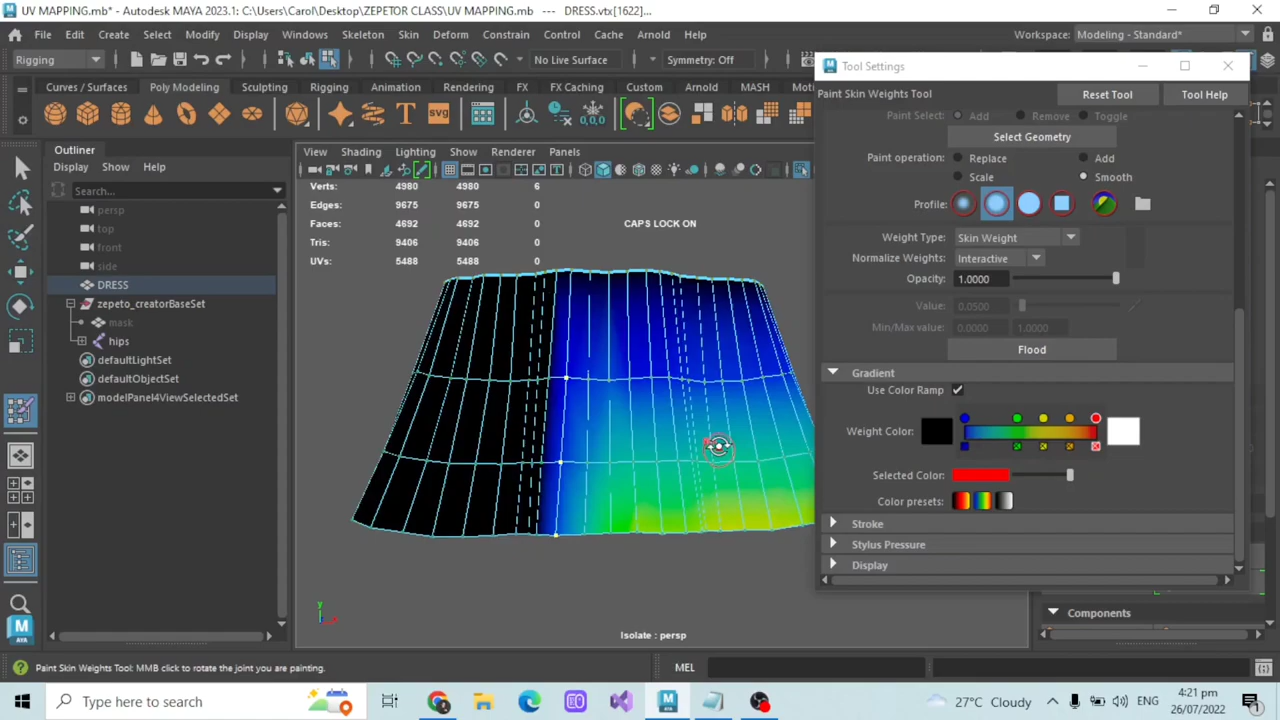 UV MAPPING.mb* - Autodesk MAYA 2023.1: C:\Users\Carol\Desktop\ZEPETOR CLASS\UV MAPPING.mb --- DRESS.vtx[1622]...
File Edit Create Select Modify Display Windows Skeleton Skin Deform Constrain Control Cache Arnold Help
Workspace: Modeling - Standard*
Rigging
No Live Surface
Symmetry: Off
Tool Settings
Curves / Surfaces Poly Modeling Sculpting Rigging Animation Rendering FX FX Caching Custom Arnold MASH
Paint Skin Weights Tool
Reset Tool
Tool Help
Paint Select: Add Remove Toggle
Select Geometry
Paint operation: Replace Add
Scale Smooth
Profile:
Weight Type: Skin Weight
Normalize Weights: Interactive
Opacity: 1.0000
Value: 0.0500
Min/Max value: 0.0000 1.0000
Flood
Gradient
Use Color Ramp
Weight Color:
Selected Color:
Color presets:
Stroke
Stylus Pressure
Display
Components
Outliner
Display Show Help
Search...
persp
top
front
side
DRESS
zepeto_creatorBaseSet
mask
hips
defaultLightSet
defaultObjectSet
modelPanel4ViewSelectedSet
View Shading Lighting Show Renderer Panels
Verts: 4980 4980 6
Edges: 9675 9675 0
Faces: 4692 4692 0
Tris: 9406 9406 0
UVs: 5488 5488 0
CAPS LOCK ON
y
Isolate : persp
Paint Skin Weights Tool: MMB click to rotate the joint you are painting.
MEL
Type here to search
27°C Cloudy
ENG
4:21 pm
26/07/2022